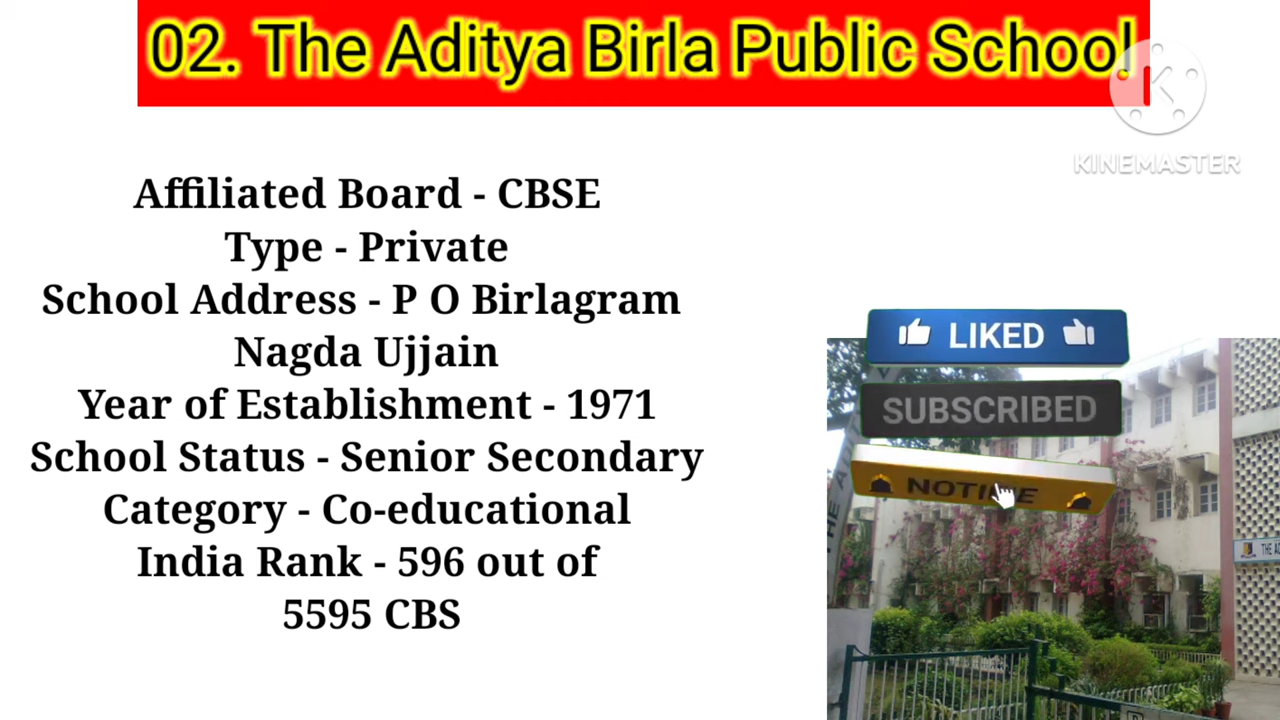 02. The Aditya Birla Public School
KINEMASTER
Affiliated Board - CBSE
Type - Private
School Address - P O Birlagram
Nagda Ujjain
Year of Establishment - 1971
School Status - Senior Secondary
Category - Co-educational
India Rank - 596 out of
5595 CBS
LIKED
SUBSCRIBED
THE